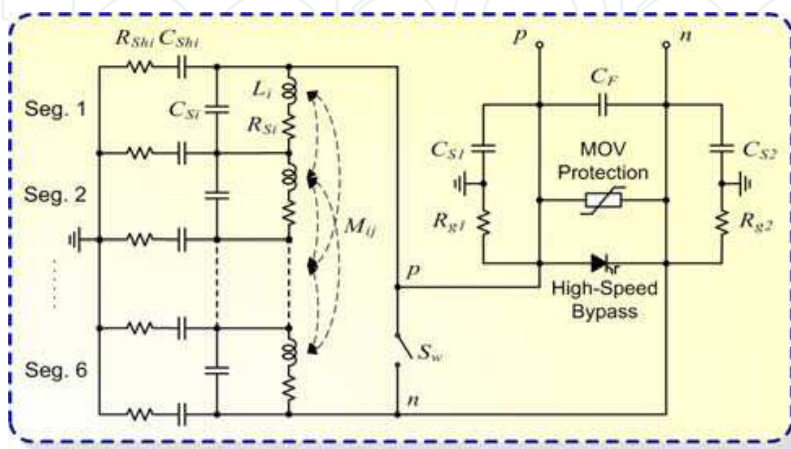 R_Shi C_Shi
p
n
L_i
C_F
Seg. 1
C_Si
R_Si
C_S1
MOV
Protection
C_S2
Seg. 2
M_ij
R_g1
R_g2
p
High-Speed
Bypass
S_w
Seg. 6
n